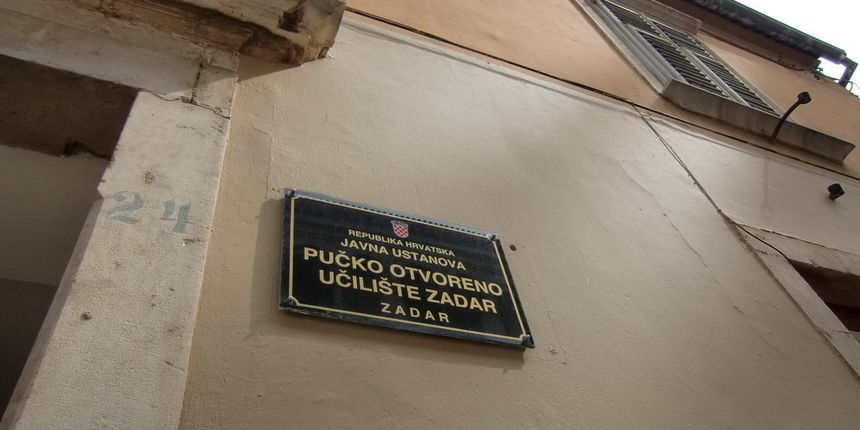 24
REPUBLIKA HRVATSKA
JAVNA USTANOVA
PUČKO OTVORENO
UČILIŠTE ZADAR
ZADAR